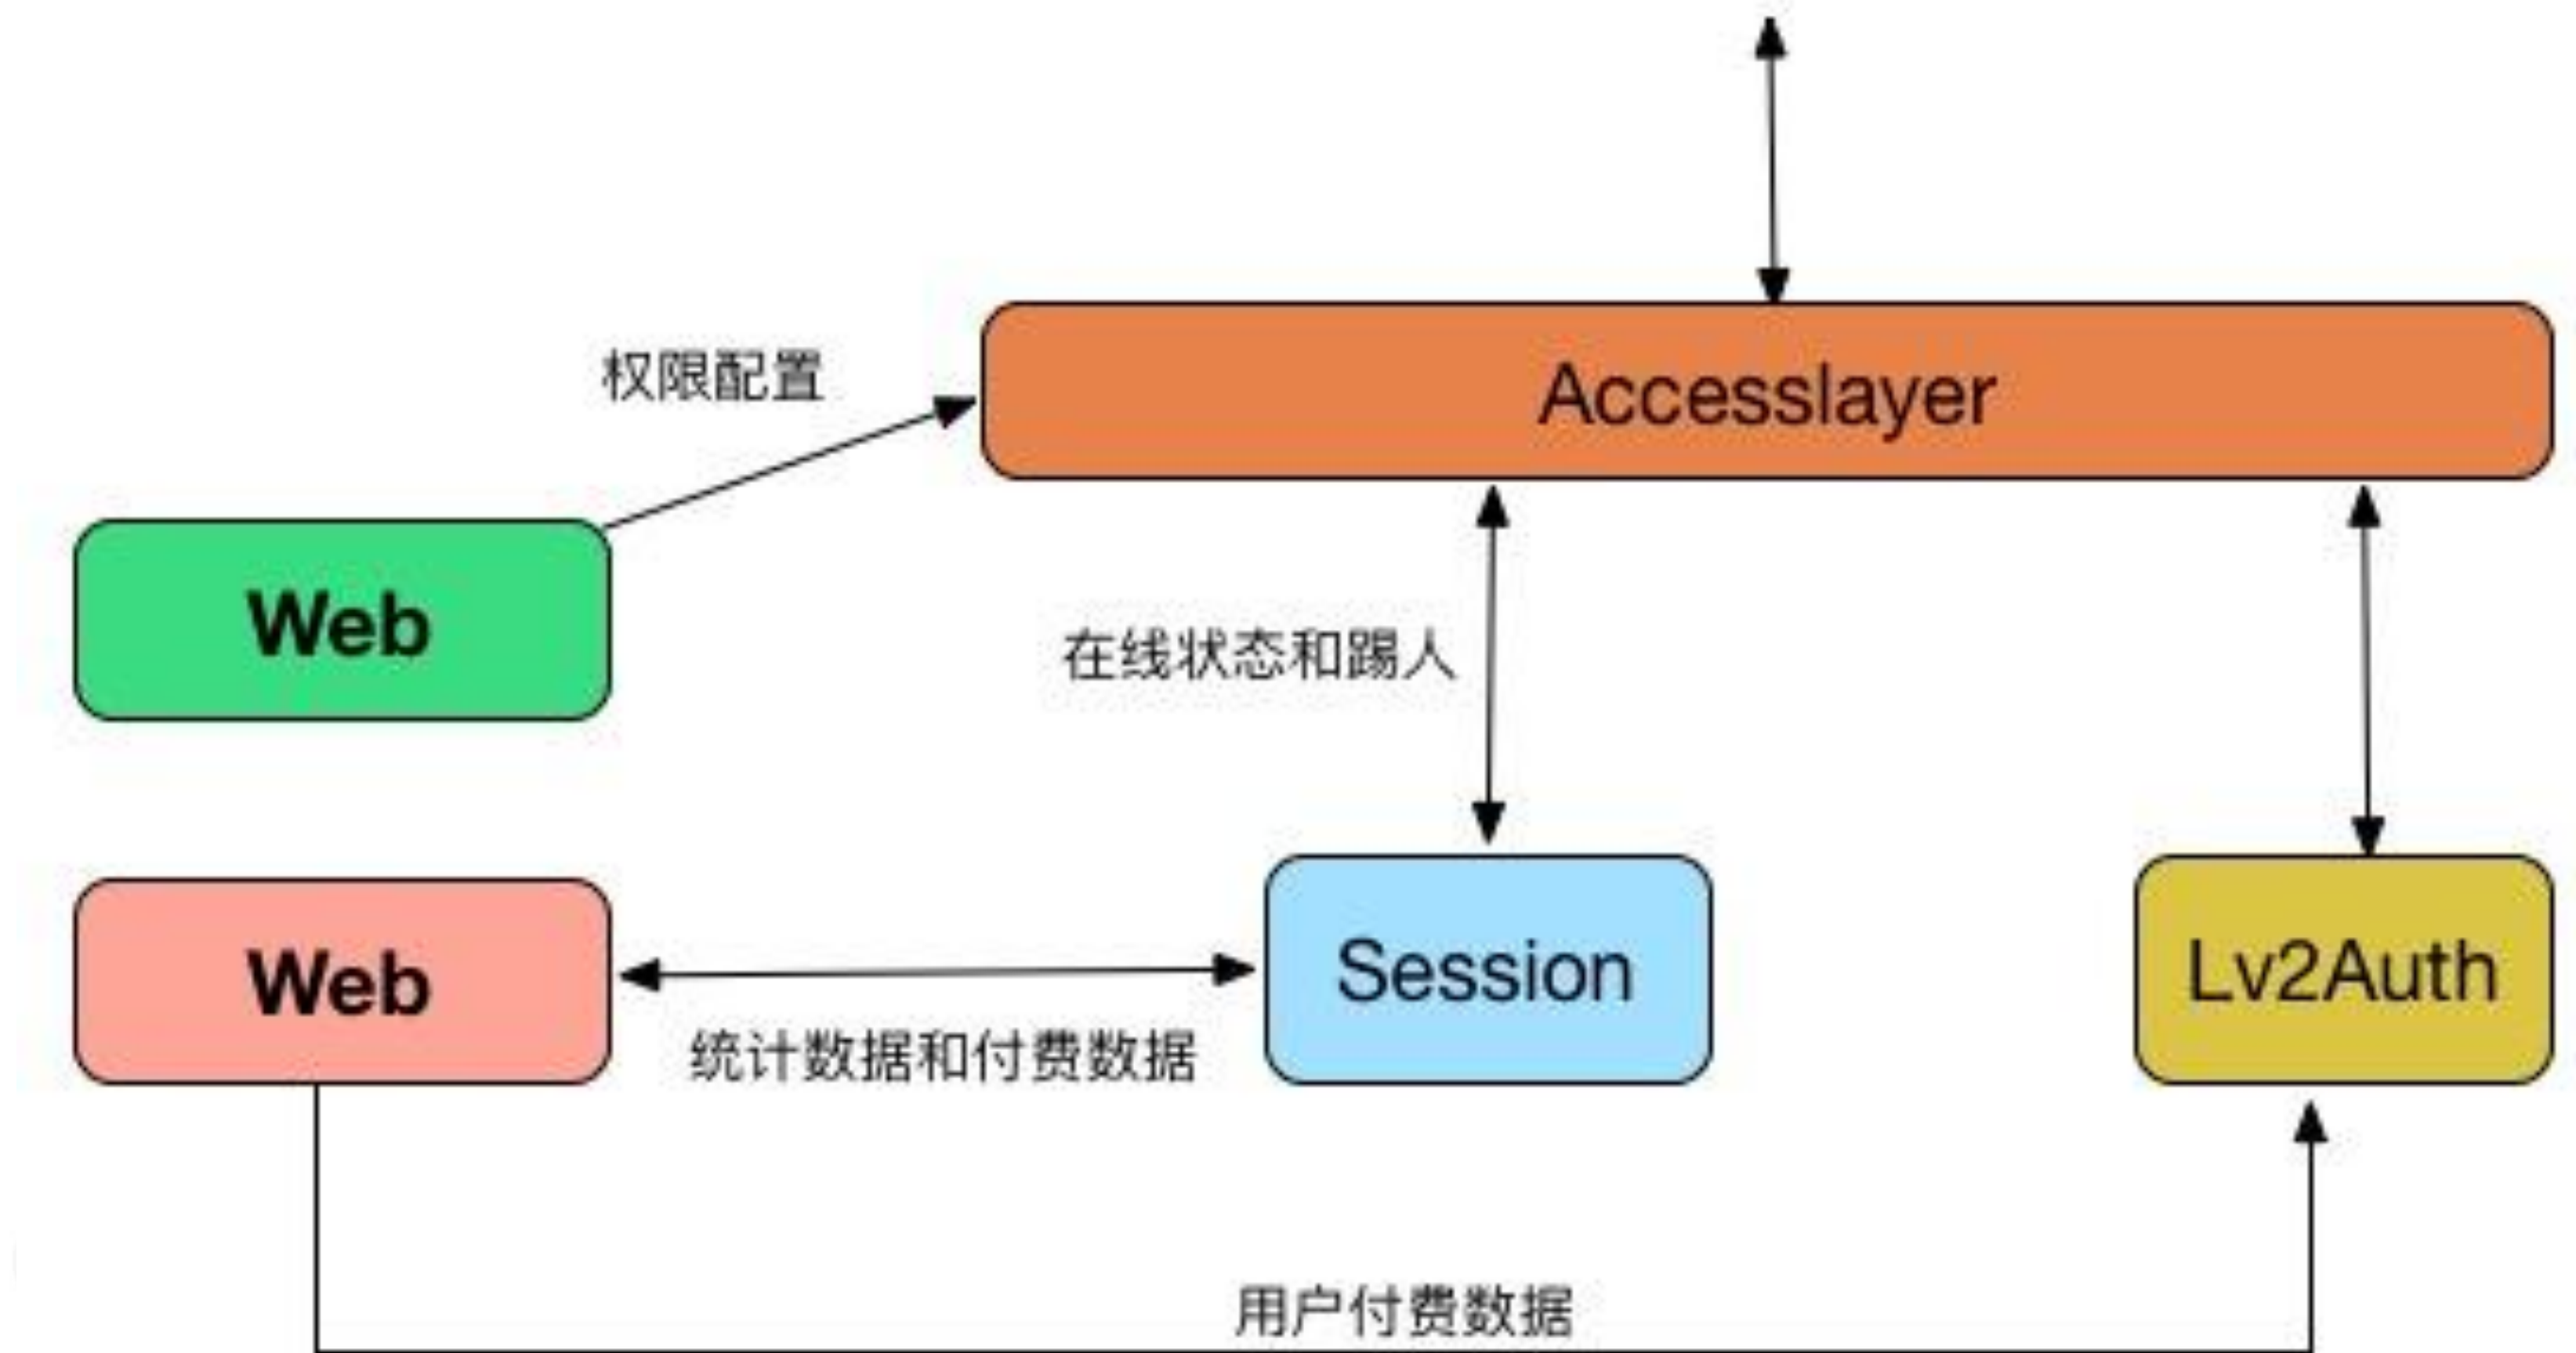 权限配置
Accesslayer
Web
在线状态和踢人
Web
Session
Lv2Auth
统计数据和付费数据
用户付费数据